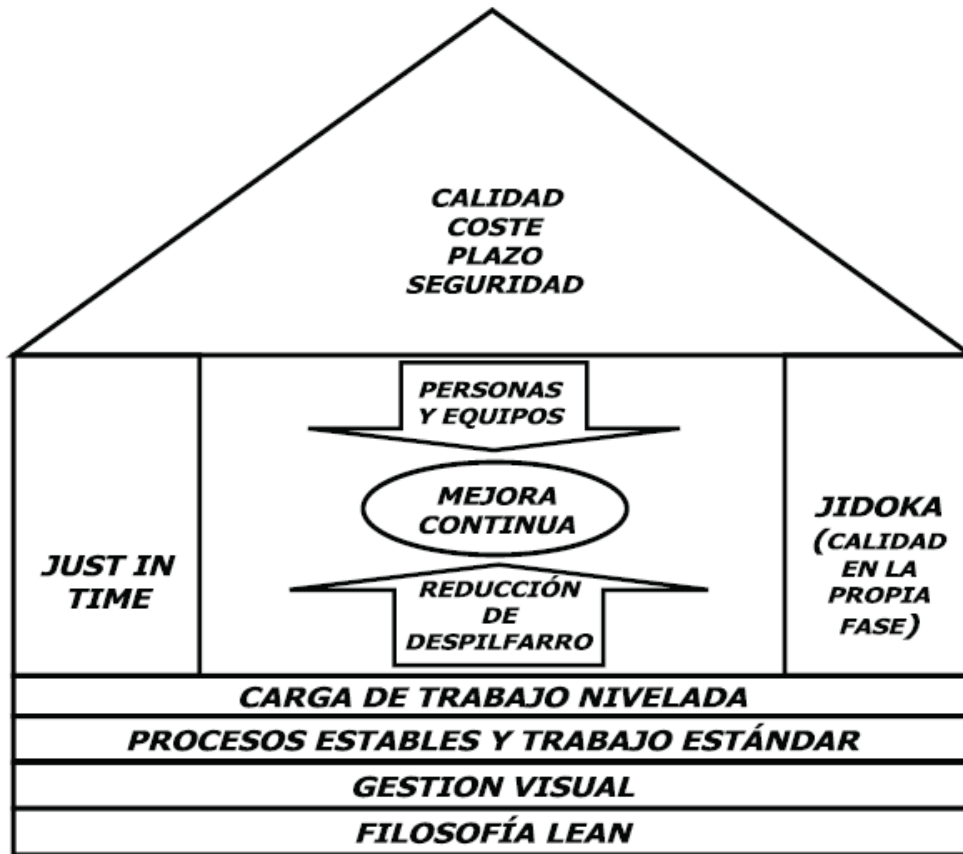 CALIDAD
COSTE
PLAZO
SEGURIDAD
PERSONAS
Y EQUIPOS
MEJORA
CONTINUA
REDUCCIÓN
DE
DESPILFARRO
JUST IN
TIME
JIDOKA
(CALIDAD
EN LA
PROPIA
FASE)
CARGA DE TRABAJO NIVELADA
PROCESOS ESTABLES Y TRABAJO ESTÁNDAR
GESTION VISUAL
FILOSOFÍA LEAN